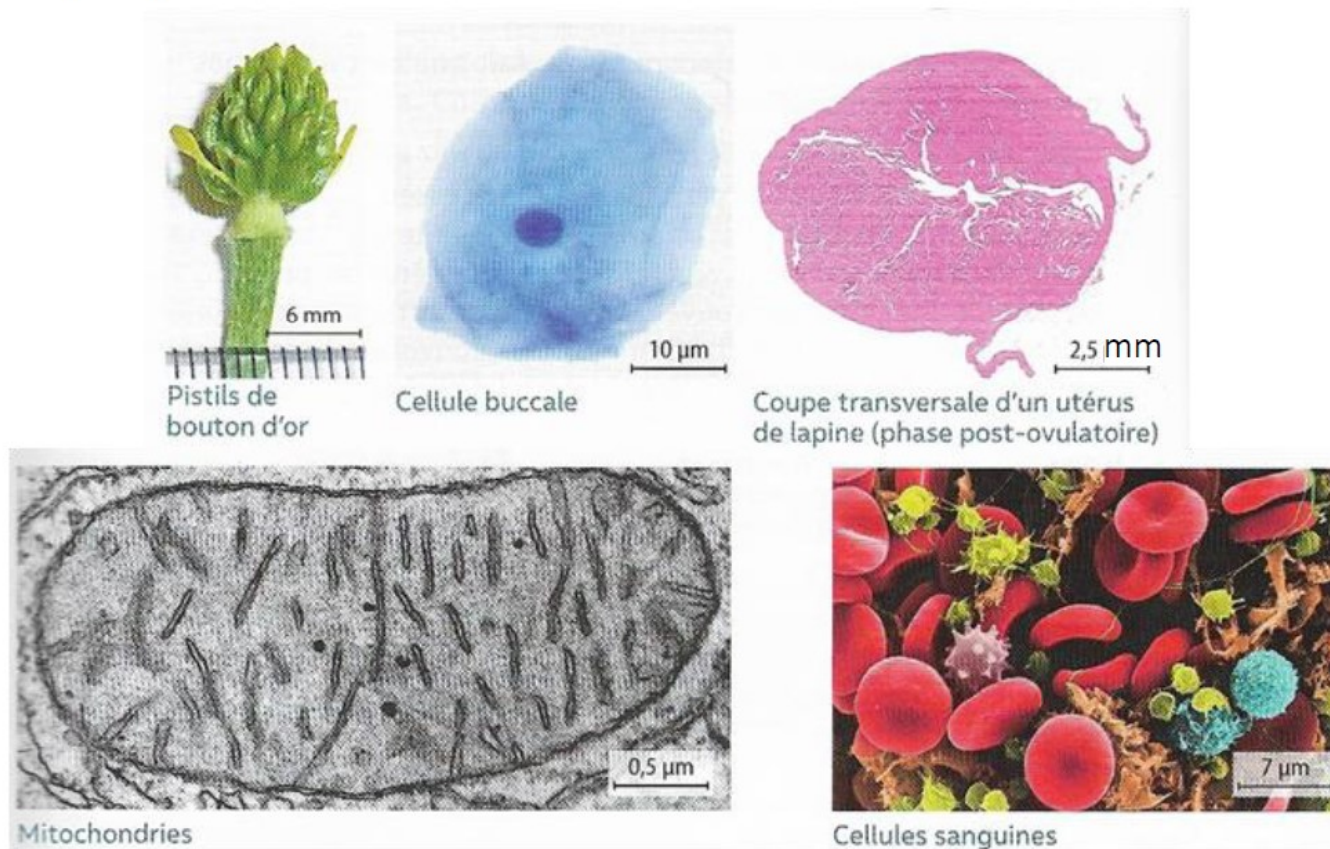 6 mm
Pistils de
bouton d'or
10 µm
Cellule buccale
2,5 mm
Coupe transversale d'un utérus
de lapine (phase post-ovulatoire)
0,5 µm
Mitochondries
7 µm
Cellules sanguines